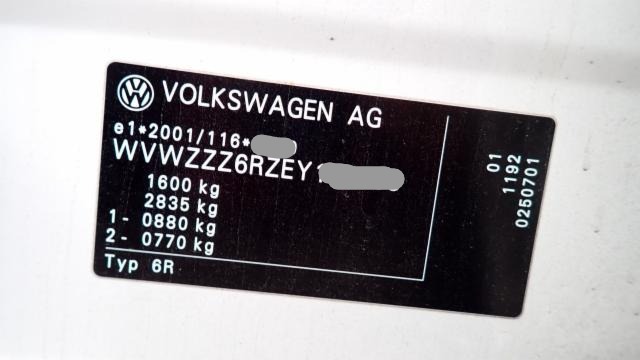 VOLKSWAGEN AG
e1*2001/116*
WVWZZZ6RZEY
1600 kg
2835 kg
1- 0880 kg
2- 0770 kg
Typ 6R
01
1192
0250701